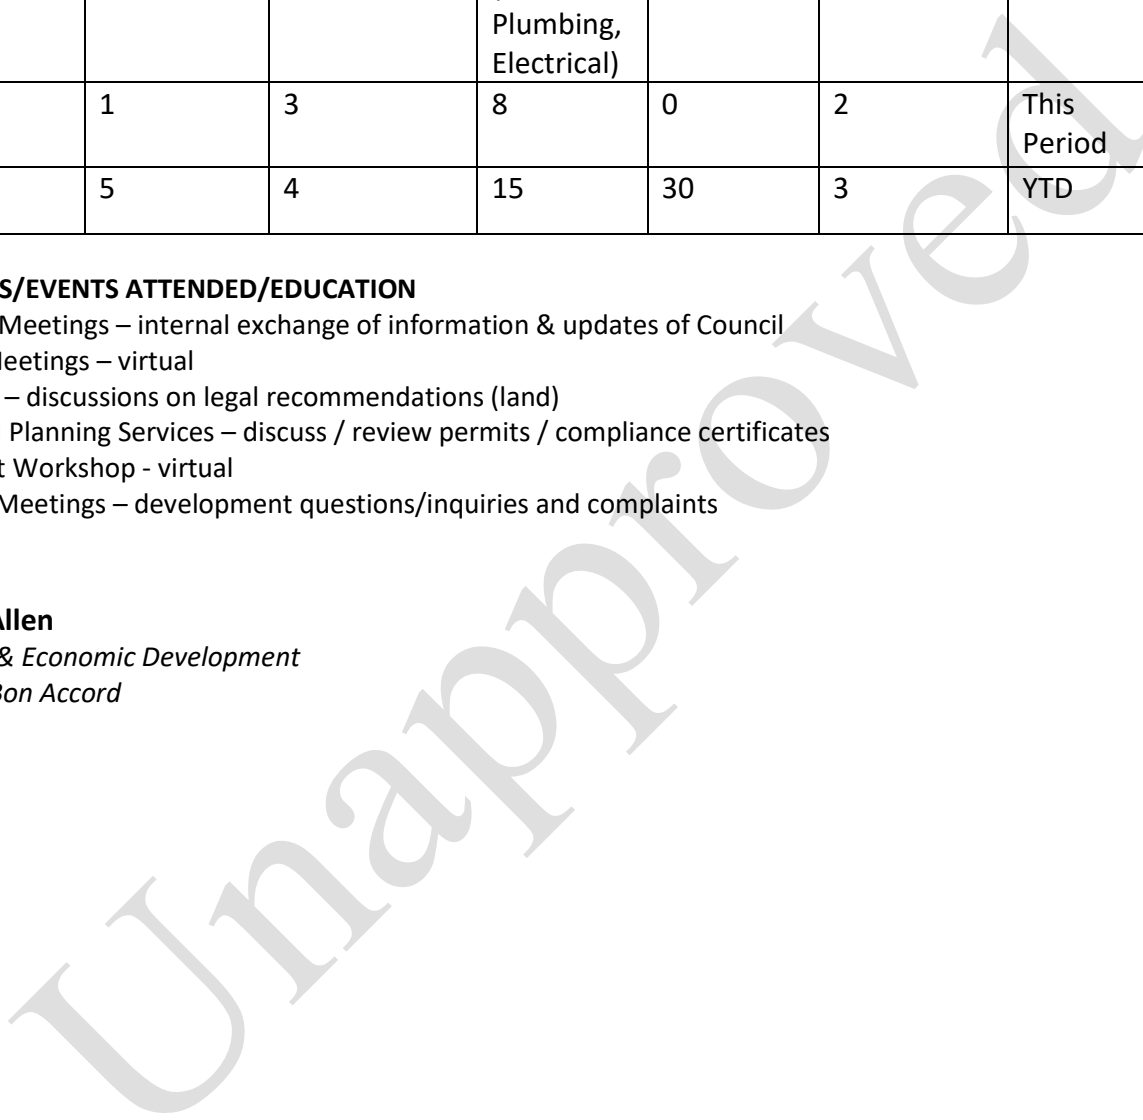 Plumbing,
Electrical)
1 3 8 0 2 This
Period
5 4 15 30 3 YTD
S/EVENTS ATTENDED/EDUCATION
Meetings – internal exchange of information & updates of Council
eetings – virtual
– discussions on legal recommendations (land)
Planning Services – discuss / review permits / compliance certificates
t Workshop - virtual
Meetings – development questions/inquiries and complaints
Allen
& Economic Development
Bon Accord
Unapproved